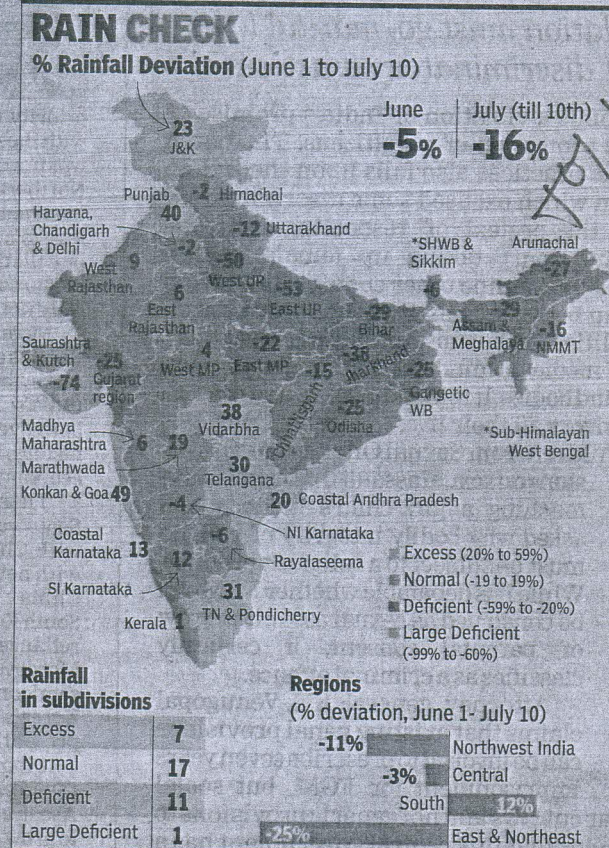 RAIN CHECK
% Rainfall Deviation (June 1 to July 10)
June
-5%
July (till 10th)
-16%
23
J&K
Punjab
40
-2 Himachal
Haryana,
Chandigarh
& Delhi
-2
-12 Uttarakhand
*SHWB &
Sikkim
-6
Arunachal
-27
9
West
Rajasthan
-50
West UP
-53
East UP
6
East
Rajasthan
-29
Bihar
-29
Assam &
Meghalaya
-16
NMMT
Saurashtra
& Kutch
-74
-25
Gujarat
region
4
West MP
-22
East MP
-15
Chhattisgarh
-36
Jharkhand
-25
Gangetic
WB
-25
Odisha
38
Vidarbha
Madhya
Maharashtra
6
19
Marathwada
30
Telangana
*Sub-Himalayan
West Bengal
Konkan & Goa 49
-4
NI Karnataka
20 Coastal Andhra Pradesh
Coastal
Karnataka 13
-6
Rayalaseema
12
SI Karnataka
31
TN & Pondicherry
Kerala 1
Excess (20% to 59%)
Normal (-19 to 19%)
Deficient (-59% to -20%)
Large Deficient
(-99% to -60%)
Rainfall
in subdivisions
Excess 7
Normal 17
Deficient 11
Large Deficient 1
Regions
(% deviation, June 1- July 10)
-11% Northwest India
-3% Central
South 12%
-25% East & Northeast